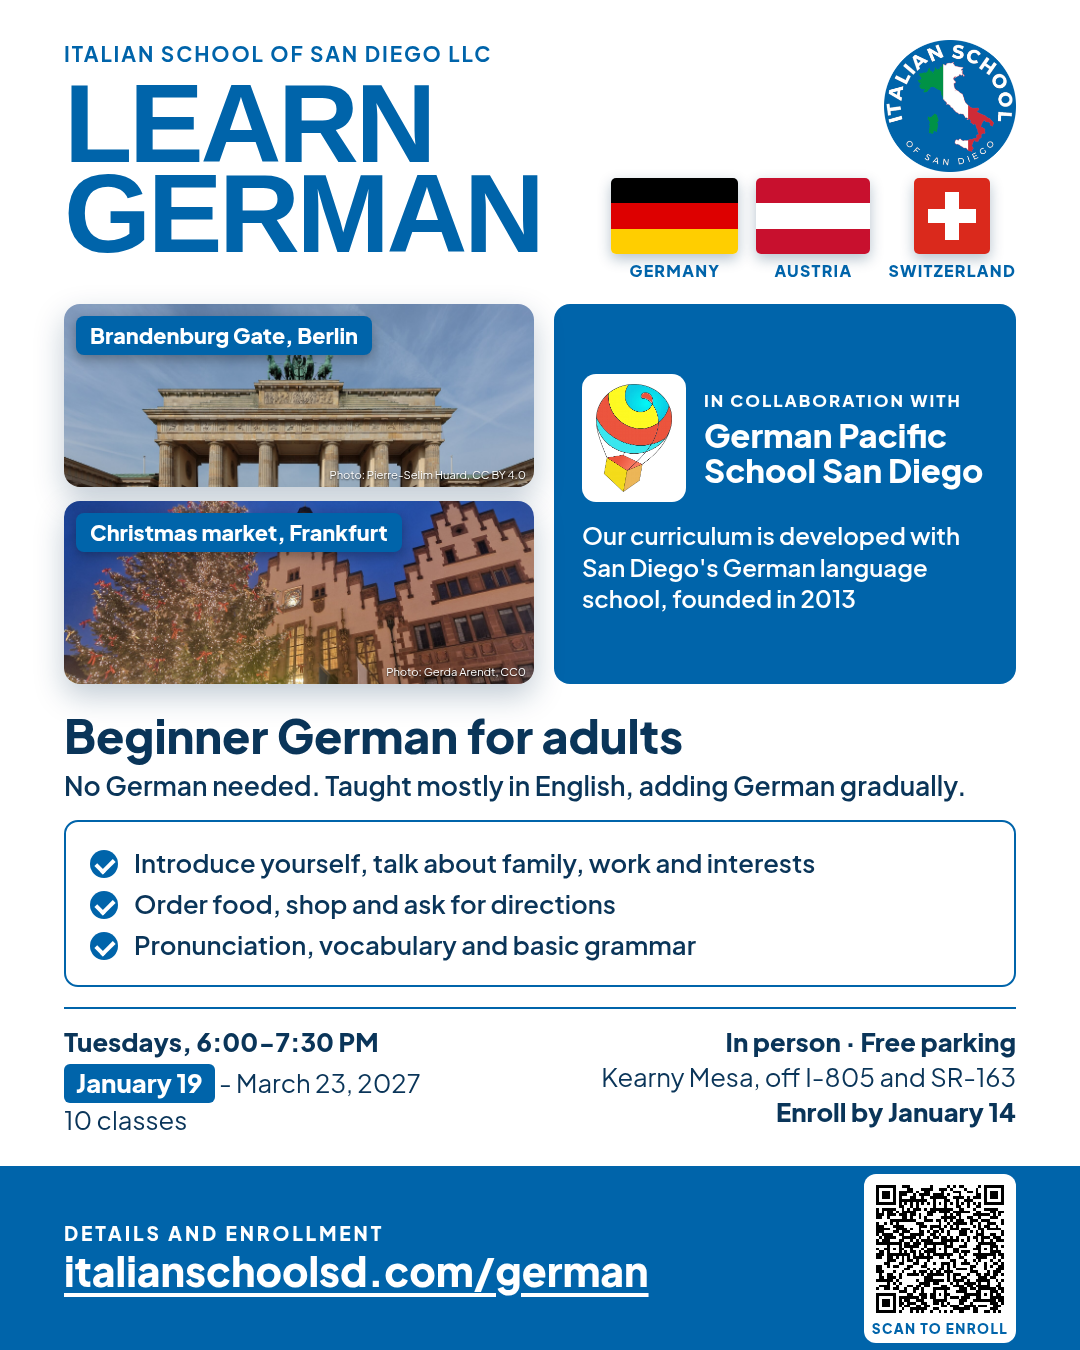 ITALIAN SCHOOL OF SAN DIEGO LLC
LEARN
GERMAN
ITALIAN SCHOOL
OF SAN DIEGO
GERMANY
AUSTRIA
SWITZERLAND
Brandenburg Gate, Berlin
Photo: Pierre-Selim Huard, CC BY 4.0
Christmas market, Frankfurt
Photo: Gerda Arendt, CC0
IN COLLABORATION WITH
German Pacific
School San Diego
Our curriculum is developed with
San Diego's German language
school, founded in 2013
Beginner German for adults
No German needed. Taught mostly in English, adding German gradually.
Introduce yourself, talk about family, work and interests
Order food, shop and ask for directions
Pronunciation, vocabulary and basic grammar
Tuesdays, 6:00–7:30 PM
January 19 - March 23, 2027
10 classes
In person · Free parking
Kearny Mesa, off I-805 and SR-163
Enroll by January 14
DETAILS AND ENROLLMENT
italianschoolsd.com/german
SCAN TO ENROLL